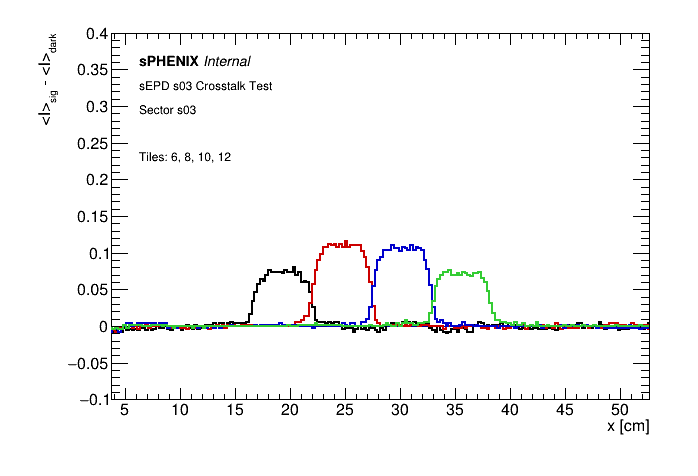 0.4
0.35
0.3
0.25
0.2
0.15
0.1
0.05
0
−0.05
−0.1
<I>sig - <I>dark
sPHENIX Internal
sEPD s03 Crosstalk Test
Sector s03
Tiles: 6, 8, 10, 12
5 10 15 20 25 30 35 40 45 50
x [cm]